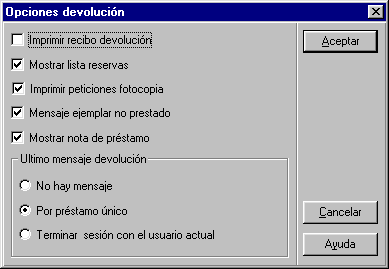 Opciones devolución
Imprimir recibo devolución
Aceptar
Mostrar lista reservas
Imprimir peticiones fotocopia
Mensaje ejemplar no prestado
Mostrar nota de préstamo
Ultimo mensaje devolución
No hay mensaje
Por préstamo único
Cancelar
Terminar sesión con el usuario actual
Ayuda